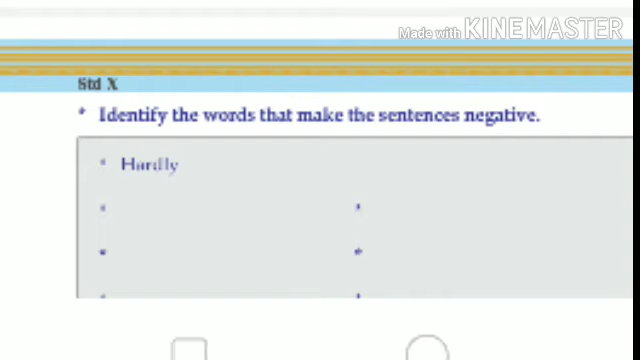 Made with KINEMASTER
Std X
* Identify the words that make the sentences negative.
* Hardly
* *
* *
* *